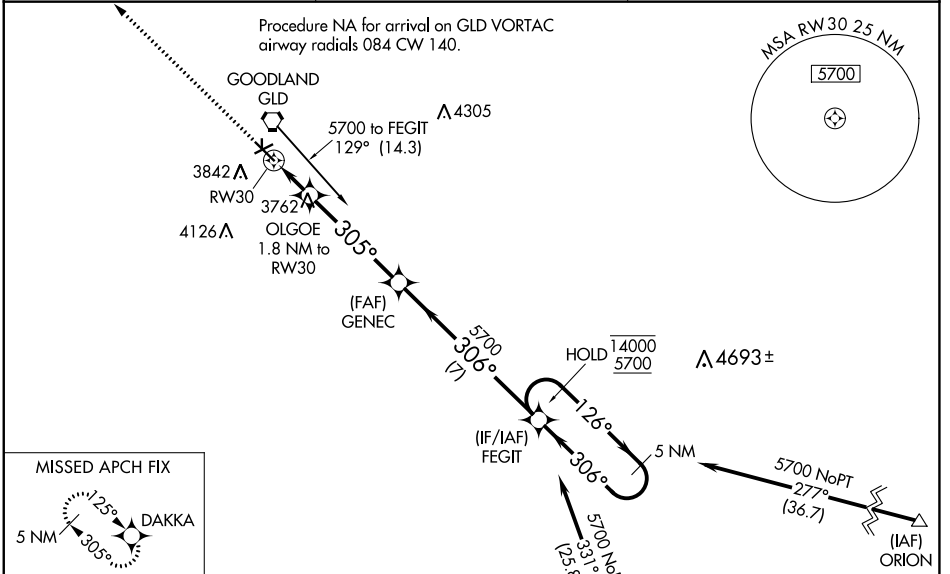 Procedure NA for arrival on GLD VORTAC
airway radials 084 CW 140.
MSA RW30 25 NM
5700
GOODLAND
GLD
4305
5700 to FEGIT
129° (14.3)
3842
RW30
3762
4126
OLGOE
1.8 NM to
RW30
305°
(FAF)
GENEC
5700
306°
(7)
HOLD
14000
5700
4693±
126°
(IF/IAF)
FEGIT
306°
5 NM
5700 NoPT
277°
(36.7)
(IAF)
ORION
5700
331°
MISSED APCH FIX
125°
DAKKA
5 NM
305°